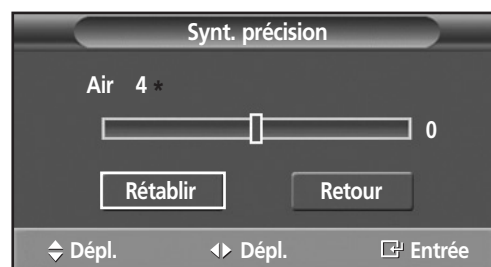 Synt. précision
Air 4 *
0
Rétablir Retour
Dépl. Dépl. Entrée